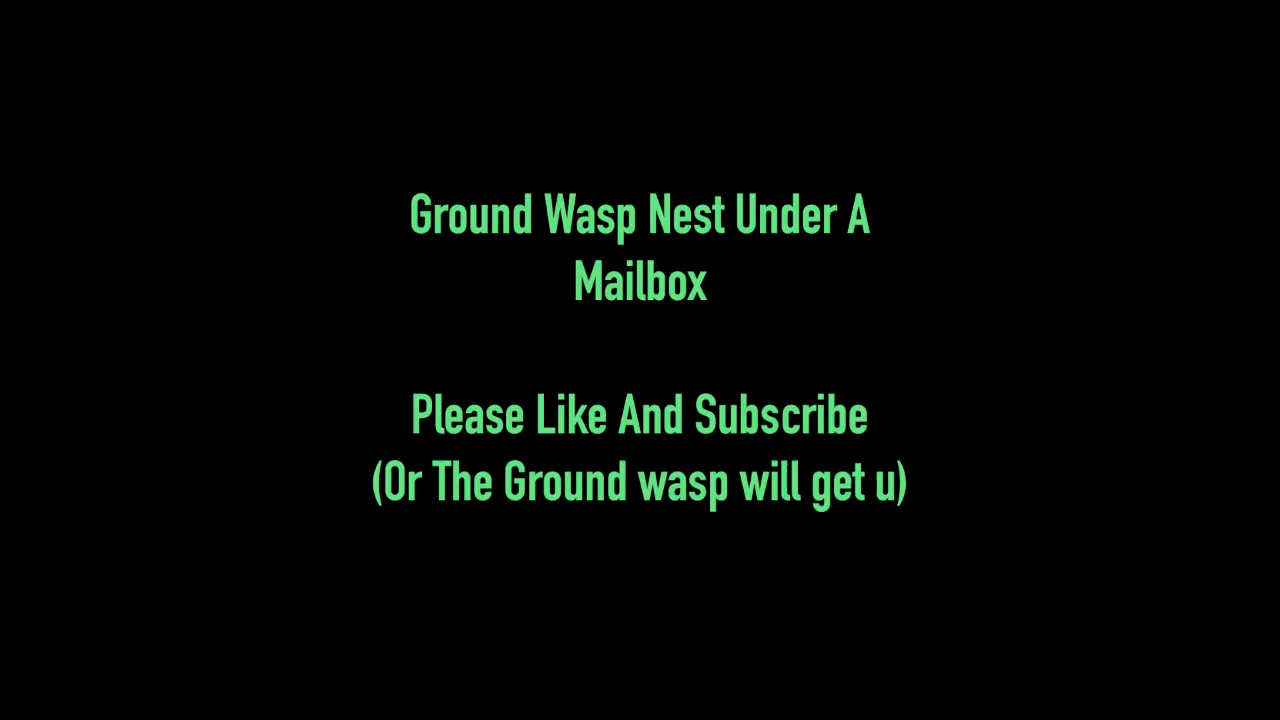 Ground Wasp Nest Under A
Mailbox
Please Like And Subscribe
(Or The Ground wasp will get u)